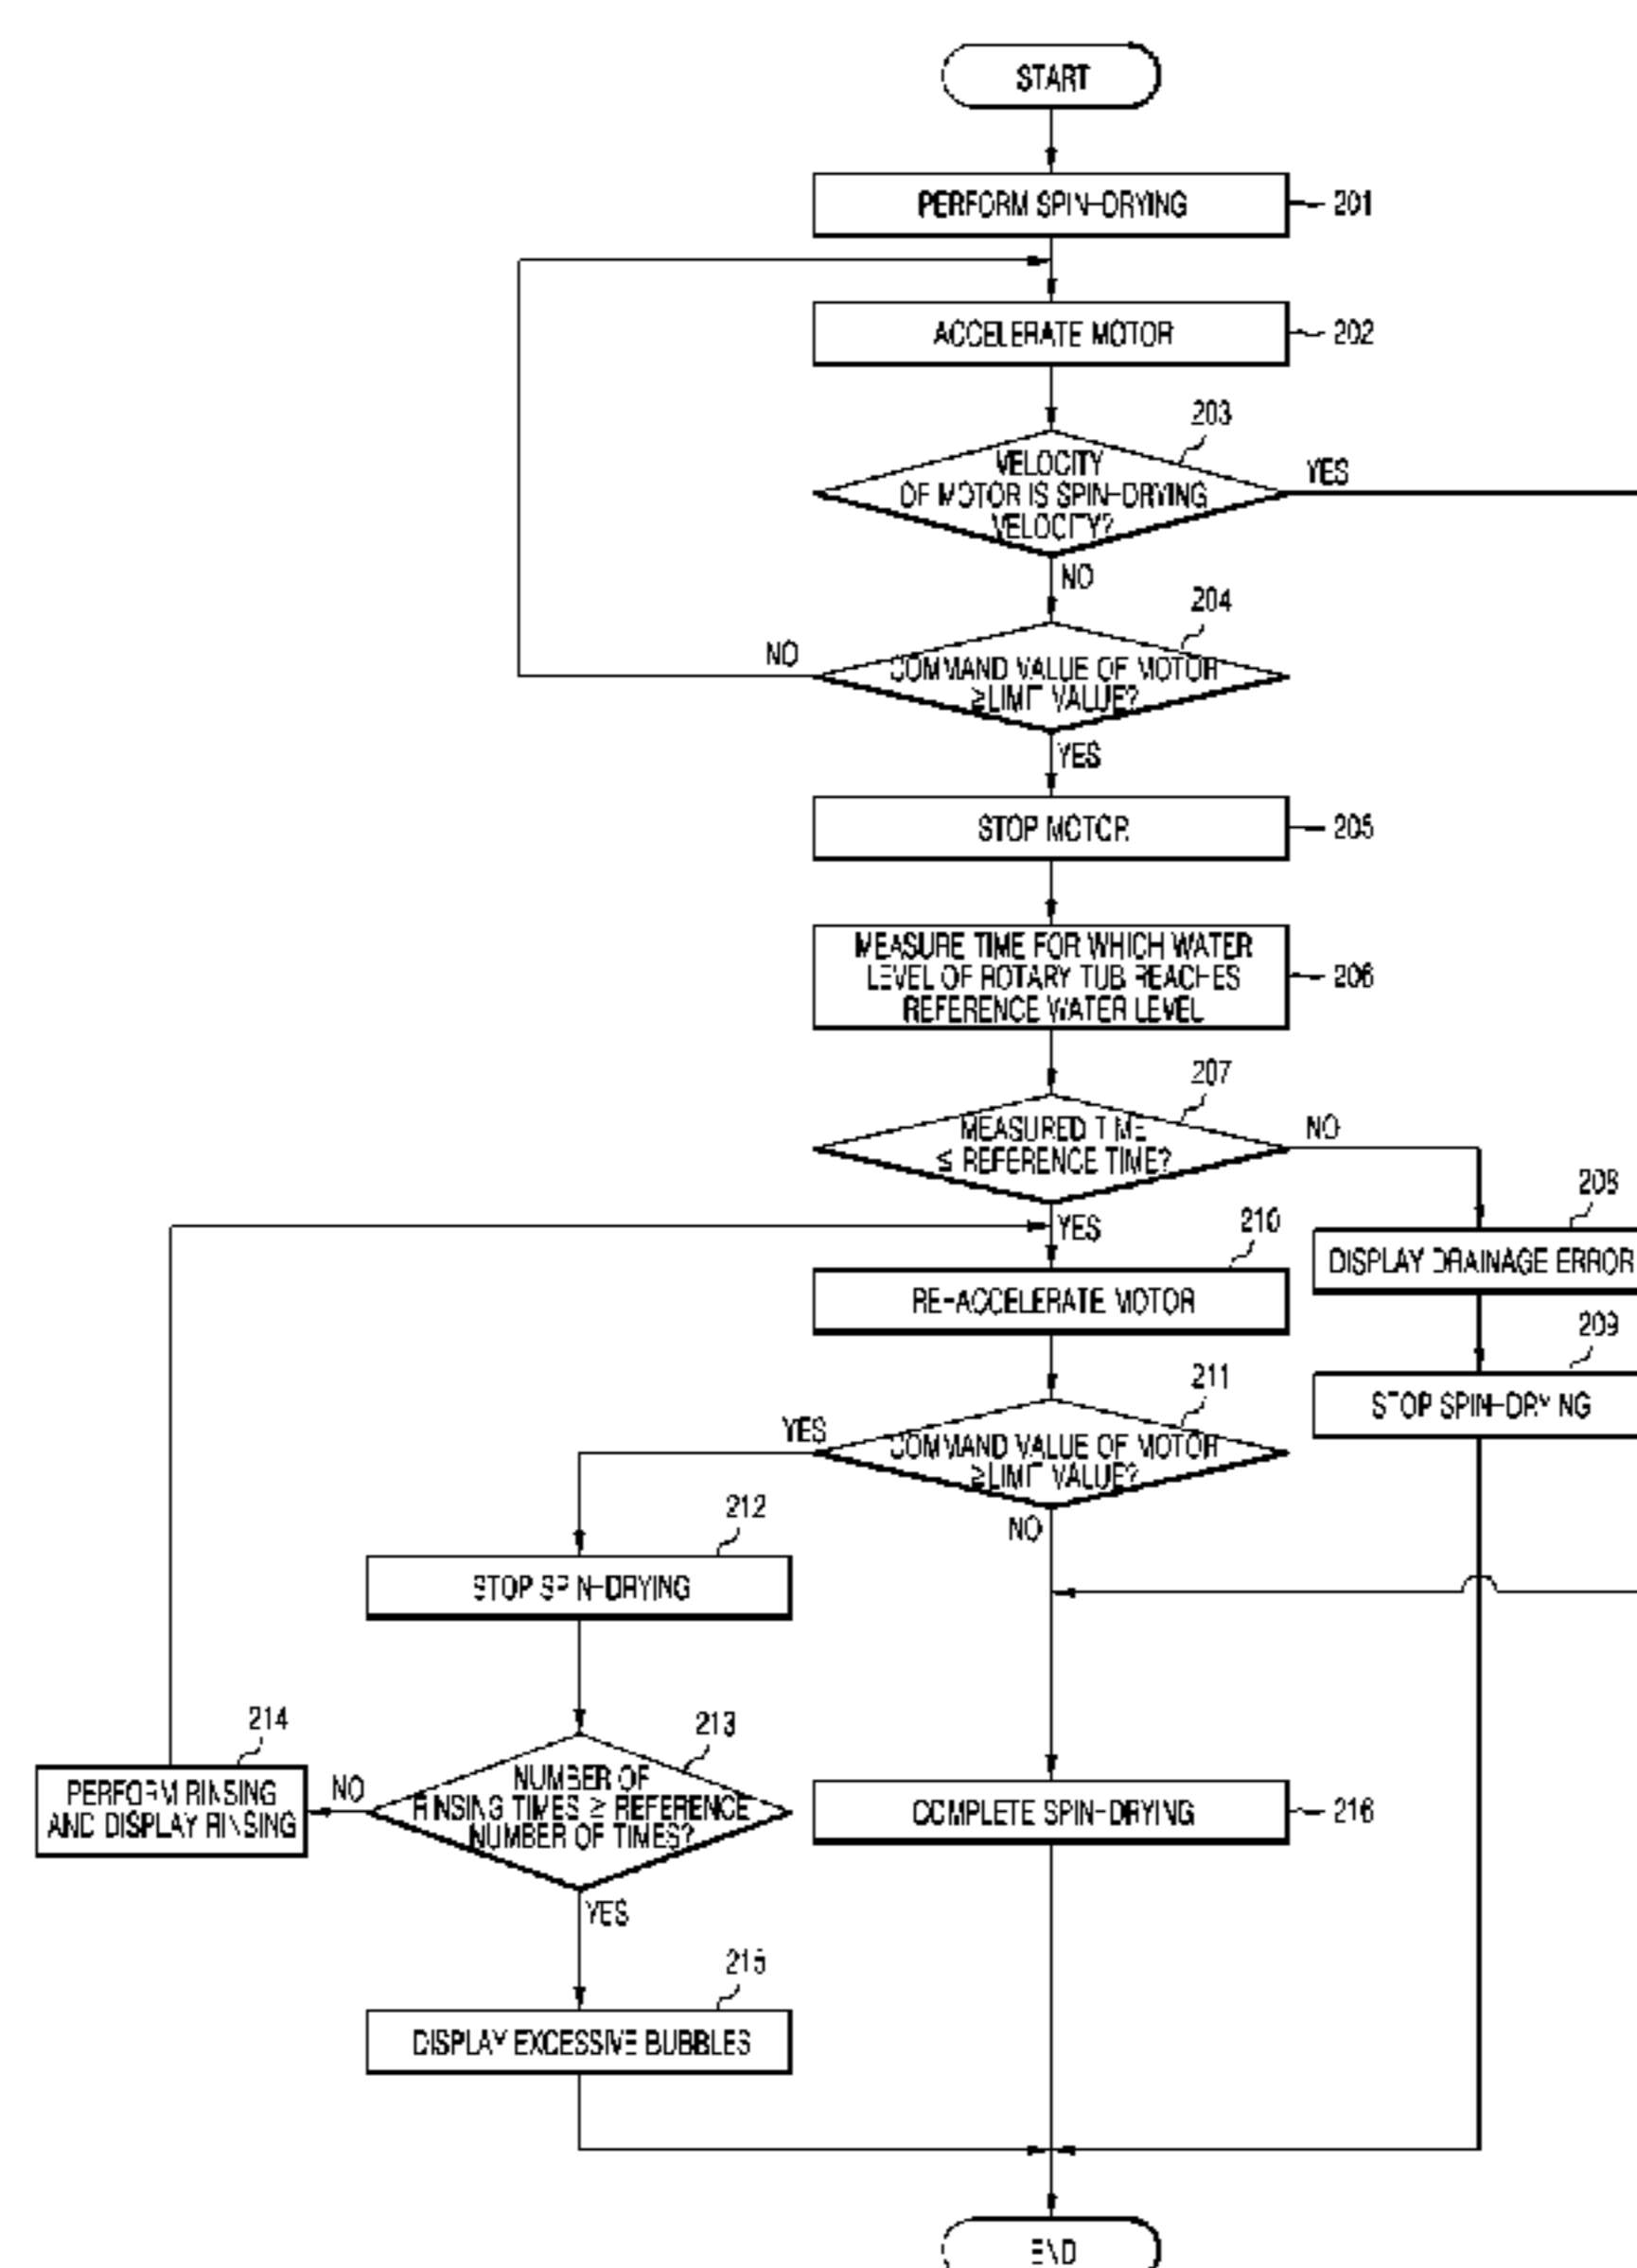 START
PERFORM SPIN-DRYING
201
ACCELERATE MOTOR
202
203
VELOCITY
OF MOTOR IS SPIN-DRYING
VELOCITY?
YES
NO
204
COMMAND VALUE OF MOTOR
≥LIMIT VALUE?
NO
YES
STOP MOTOR
205
MEASURE TIME FOR WHICH WATER
LEVEL OF ROTARY TUB REACHES
REFERENCE WATER LEVEL
206
207
MEASURED TIME
≤ REFERENCE TIME?
NO
YES
208
DISPLAY DRAINAGE ERROR
209
STOP SPIN-DRYING
210
RE-ACCELERATE MOTOR
211
COMMAND VALUE OF MOTOR
≥LIMIT VALUE?
YES
NO
212
STOP SPIN-DRYING
213
NUMBER OF
RINSING TIMES ≥ REFERENCE
NUMBER OF TIMES?
NO
YES
214
PERFORM RINSING
AND DISPLAY RINSING
215
DISPLAY EXCESSIVE BUBBLES
COMPLETE SPIN-DRYING
216
END